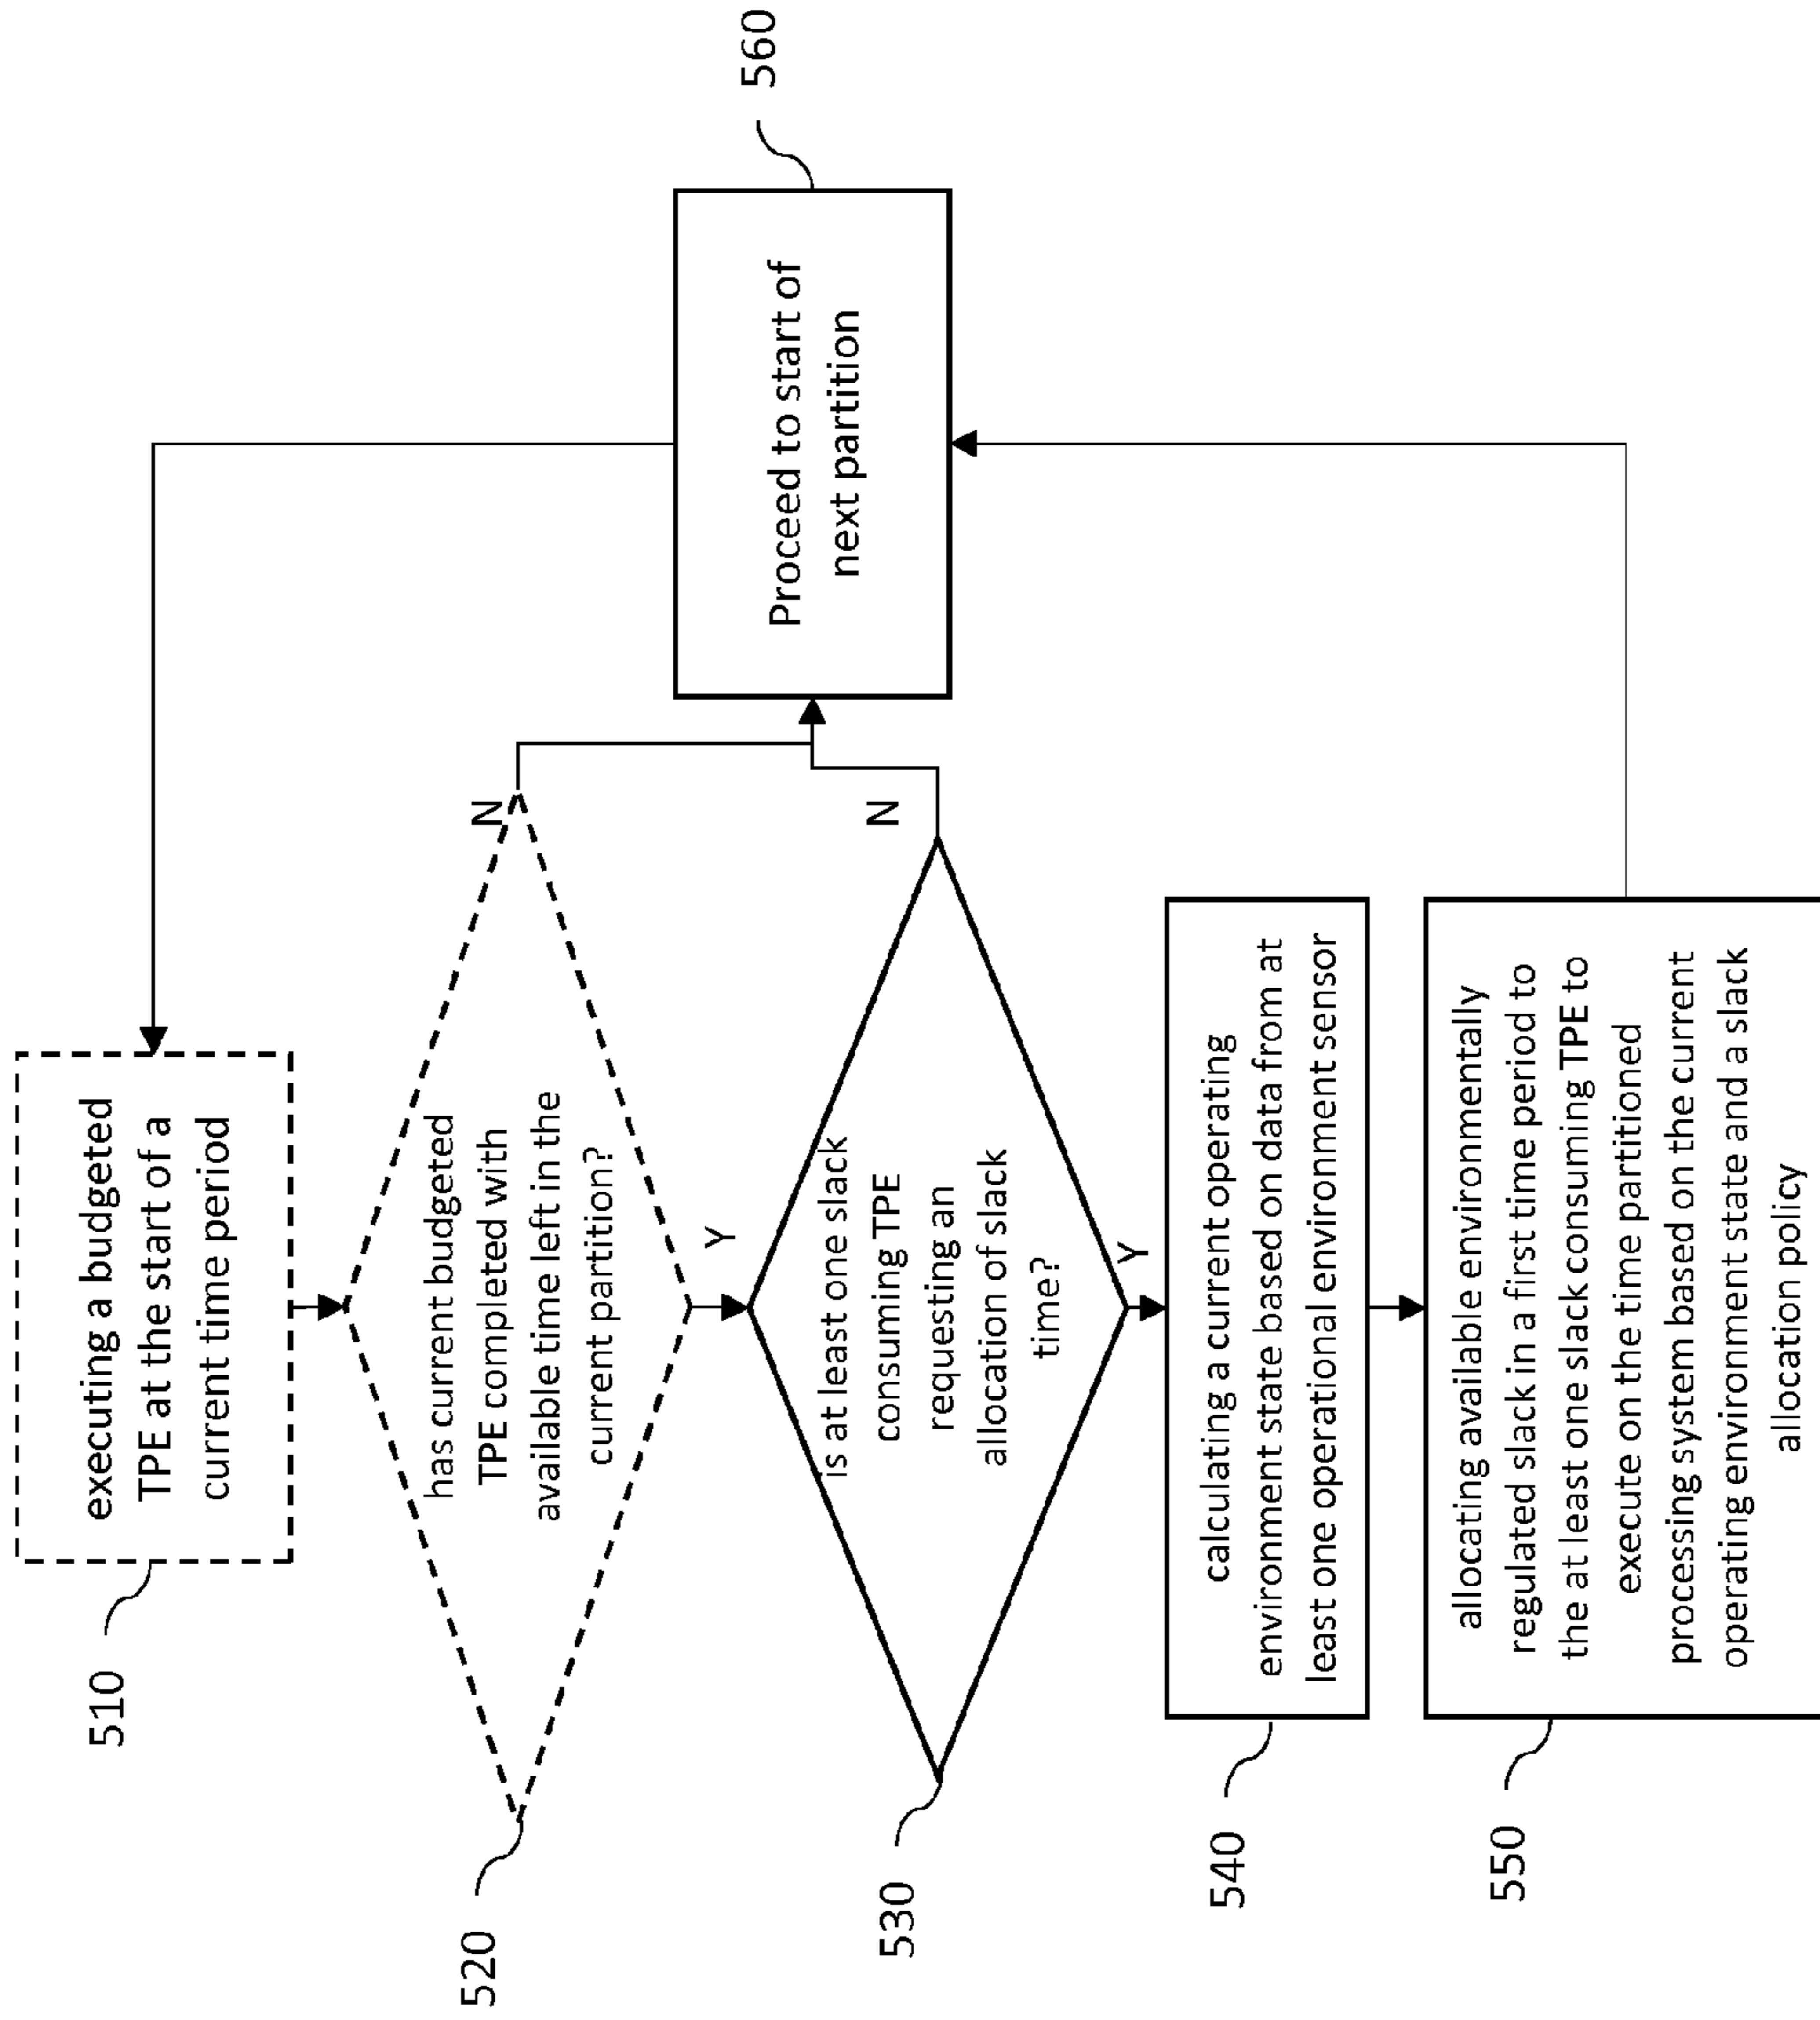 510
executing a budgeted
TPE at the start of a
current time period
520
has current budgeted
TPE completed with
available time left in the
current partition?
N
Y
530
is at least one slack
consuming TPE
requesting an
allocation of slack
time?
N
Y
540
calculating a current operating
environment state based on data from at
least one operational environment sensor
550
allocating available environmentally
regulated slack in a first time period to
the at least one slack consuming TPE to
execute on the time partitioned
processing system based on the current
operating environment state and a slack
allocation policy
Proceed to start of
next partition
560